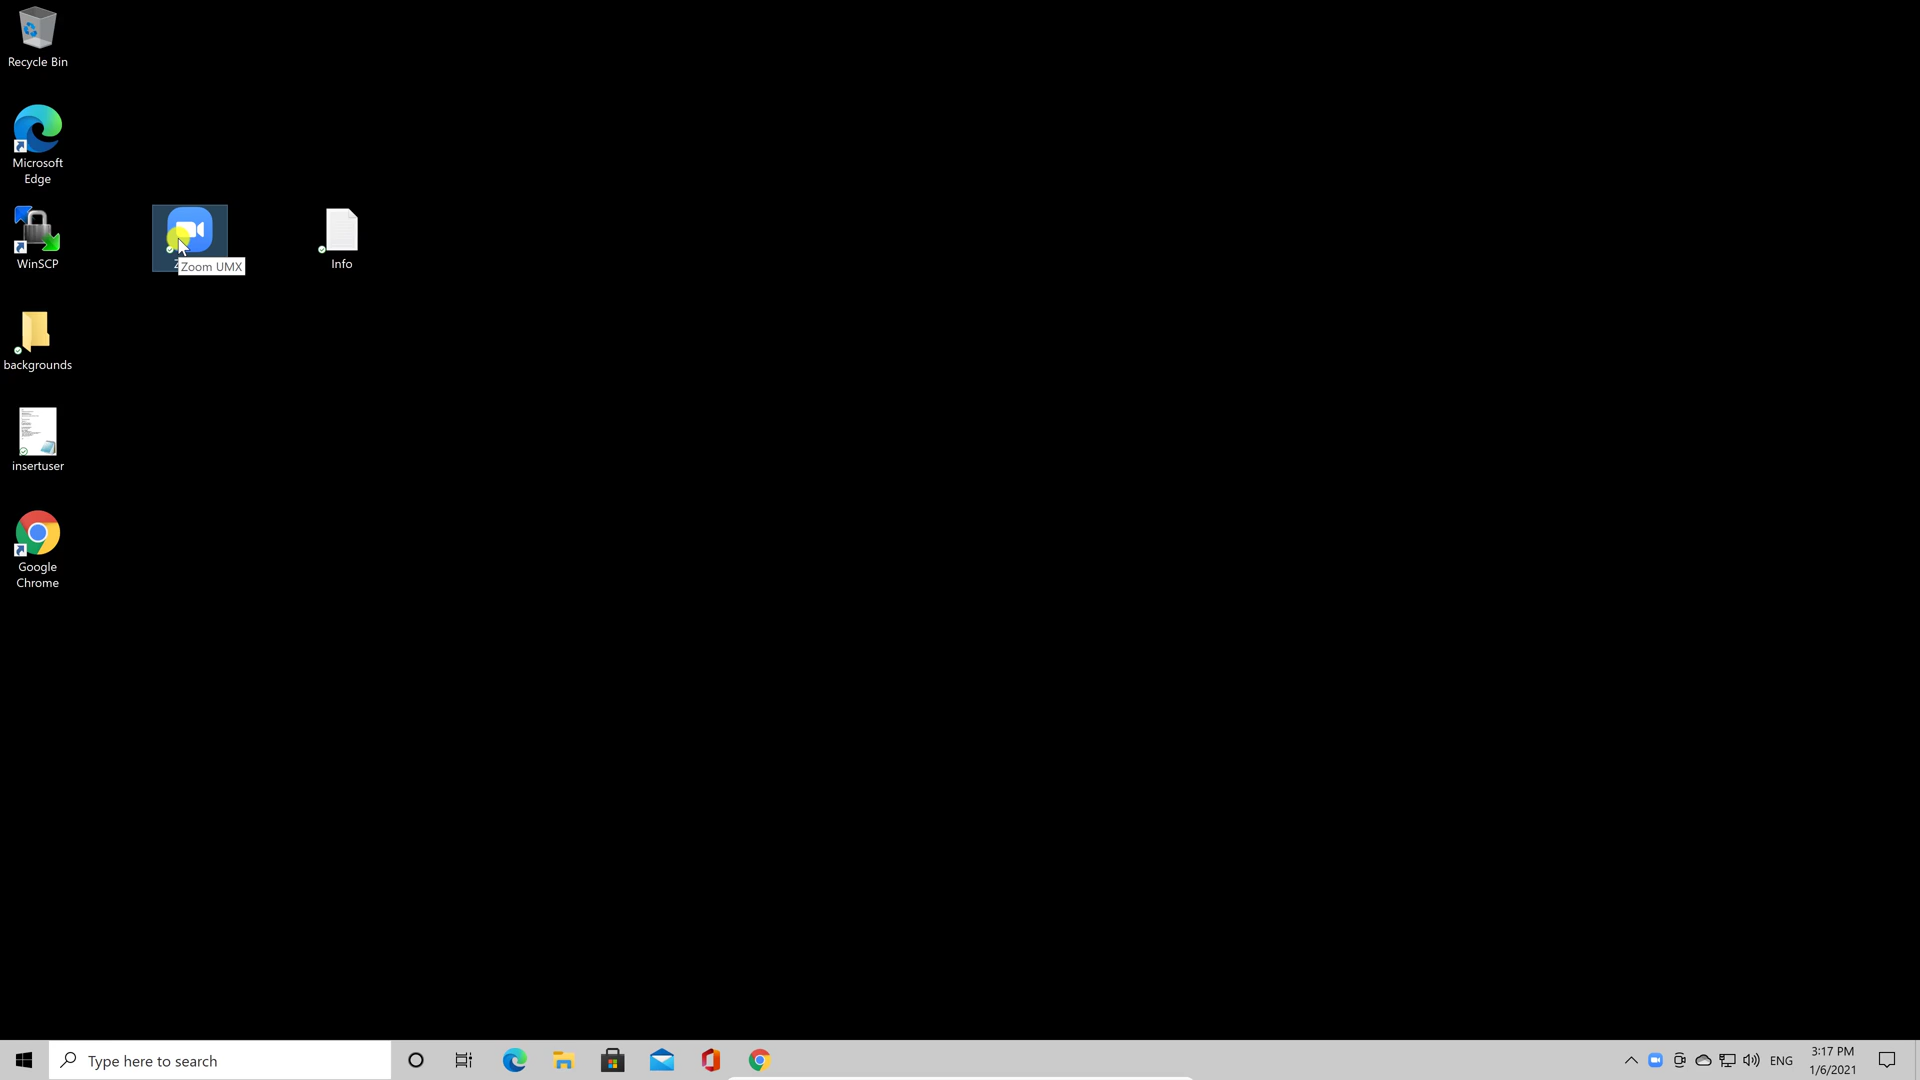 Recycle Bin
Microsoft
Edge
WinSCP
Zoom UMX
Info
backgrounds
insertuser
Google
Chrome
Type here to search
ENG
3:17 PM
1/6/2021